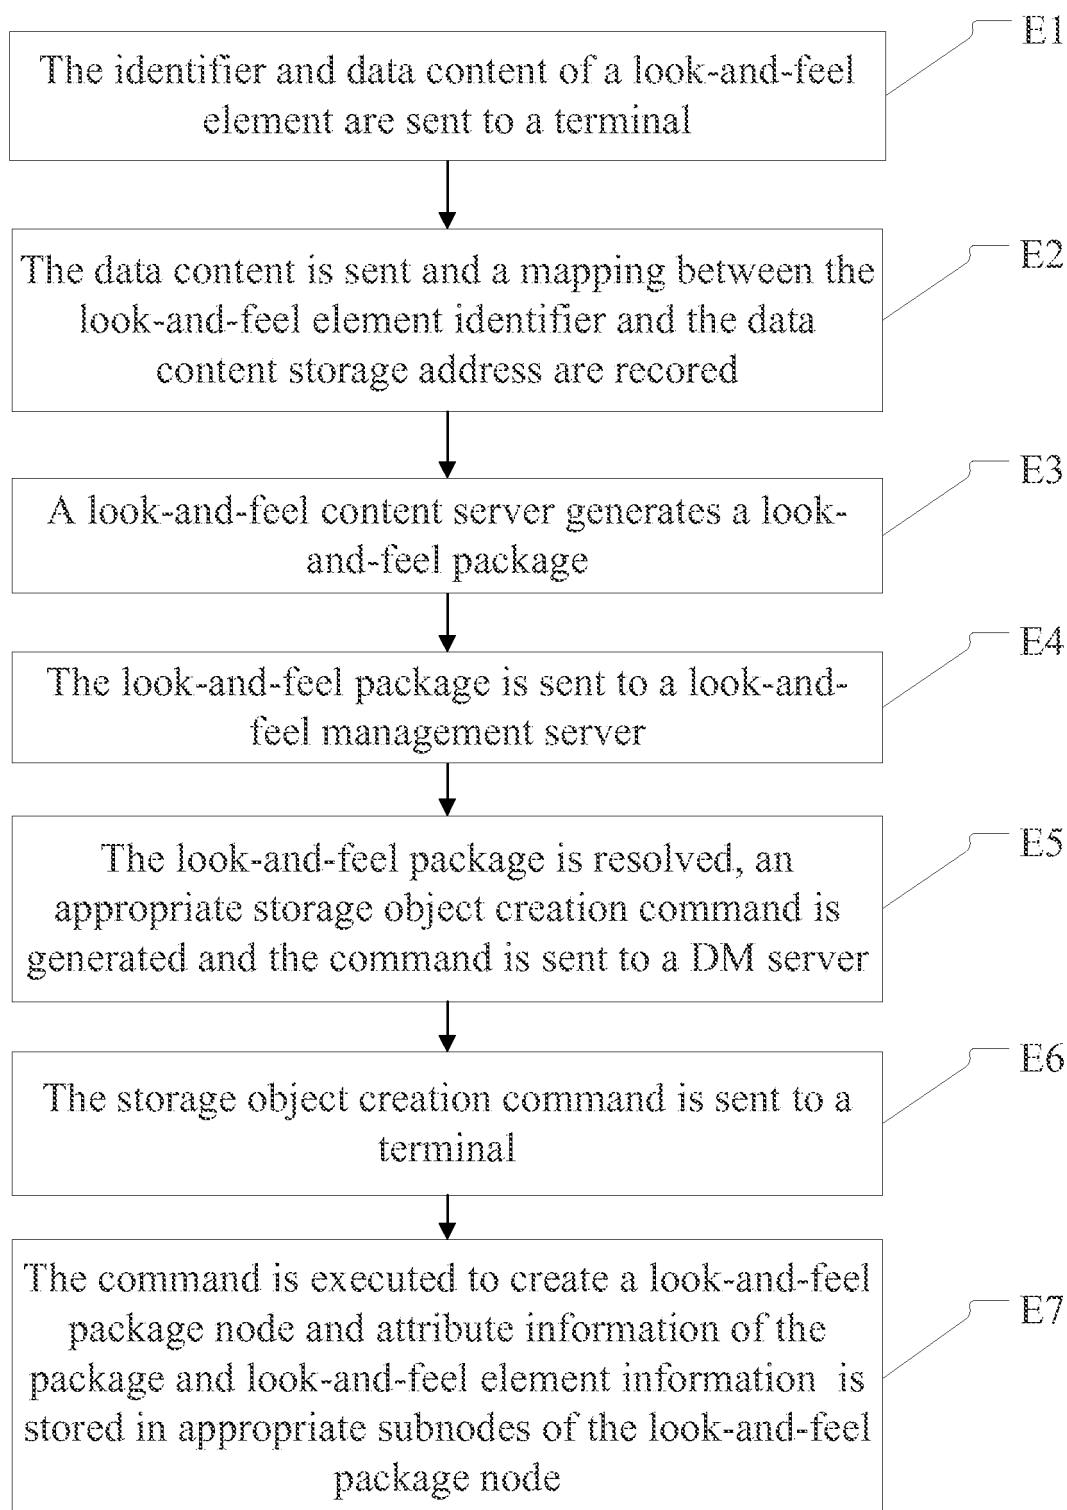 E1
The identifier and data content of a look-and-feel
element are sent to a terminal
E2
The data content is sent and a mapping between the
look-and-feel element identifier and the data
content storage address are recored
E3
A look-and-feel content server generates a look-
and-feel package
E4
The look-and-feel package is sent to a look-and-
feel management server
E5
The look-and-feel package is resolved, an
appropriate storage object creation command is
generated and the command is sent to a DM server
E6
The storage object creation command is sent to a
terminal
E7
The command is executed to create a look-and-feel
package node and attribute information of the
package and look-and-feel element information is
stored in appropriate subnodes of the look-and-feel
package node